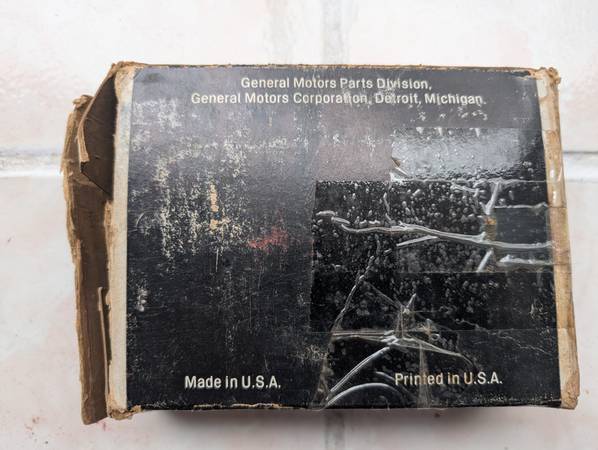 General Motors Parts Division,
General Motors Corporation, Detroit, Michigan.
Made in U.S.A.
Printed in U.S.A.